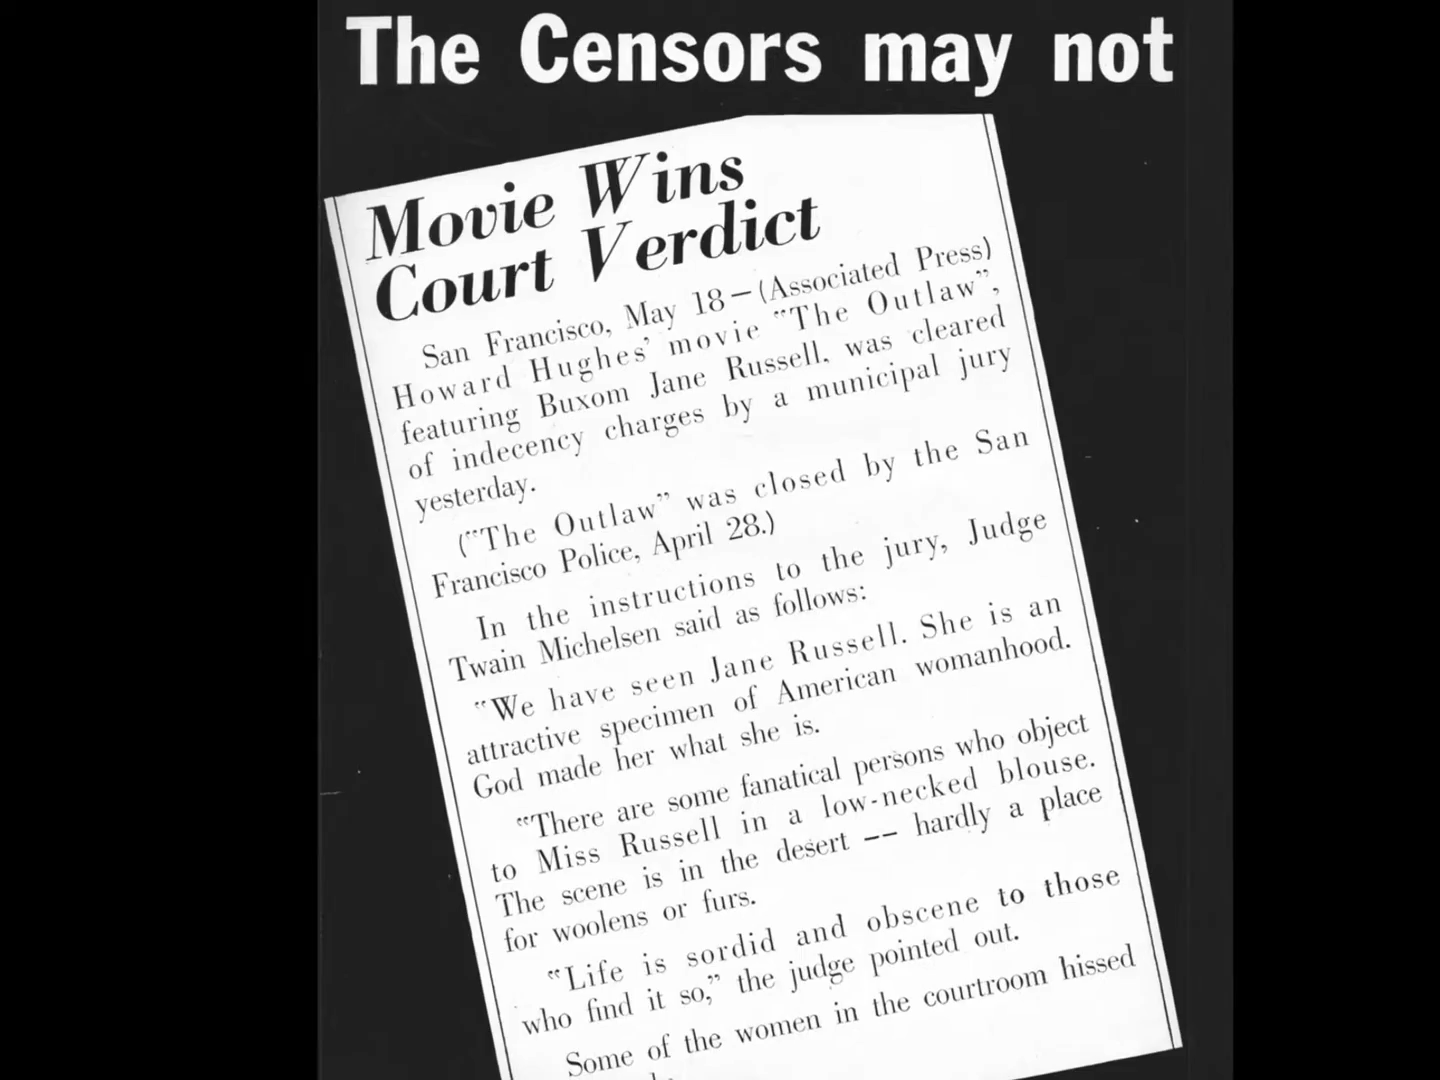 The Censors may not
Movie Wins
Court Verdict
San Francisco, May 18 — (Associated Press)
Howard Hughes' movie "The Outlaw",
featuring Buxom Jane Russell, was cleared
of indecency charges by a municipal jury
yesterday.
("The Outlaw" was closed by the San
Francisco Police, April 28.)
In the instructions to the jury, Judge
Twain Michelsen said as follows:
"We have seen Jane Russell. She is an
attractive specimen of American womanhood.
God made her what she is.
"There are some fanatical persons who object
to Miss Russell in a low-necked blouse.
The scene is in the desert -- hardly a place
for woolens or furs.
"Life is sordid and obscene to those
who find it so," the judge pointed out.
Some of the women in the courtroom hissed